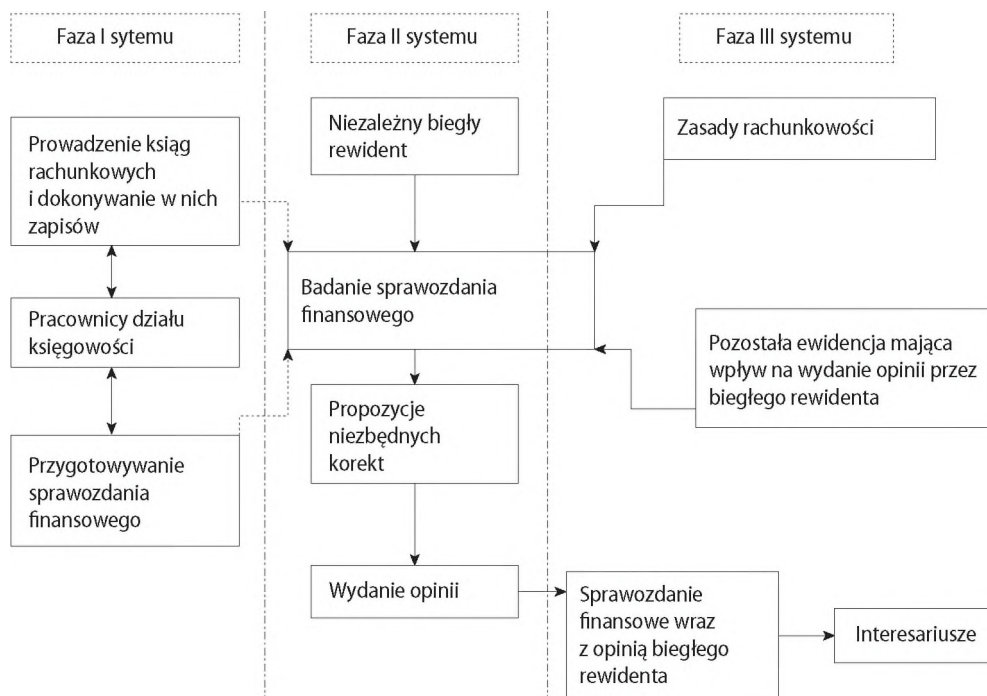 Faza I sytemu
Faza II systemu
Faza III systemu
Prowadzenie ksiąg
rachunkowych
i dokonywanie w nich
zapisów
Pracownicy działu
księgowości
Przygotowywanie
sprawozdania
finansowego
Niezależny biegły
rewident
Badanie sprawozdania
finansowego
Propozycje
niezbędnych
korekt
Wydanie opinii
Zasady rachunkowości
Pozostała ewidencja mająca
wpływ na wydanie opinii przez
biegłego rewidenta
Sprawozdanie
finansowe wraz
z opinią biegłego
rewidenta
Interesariusze